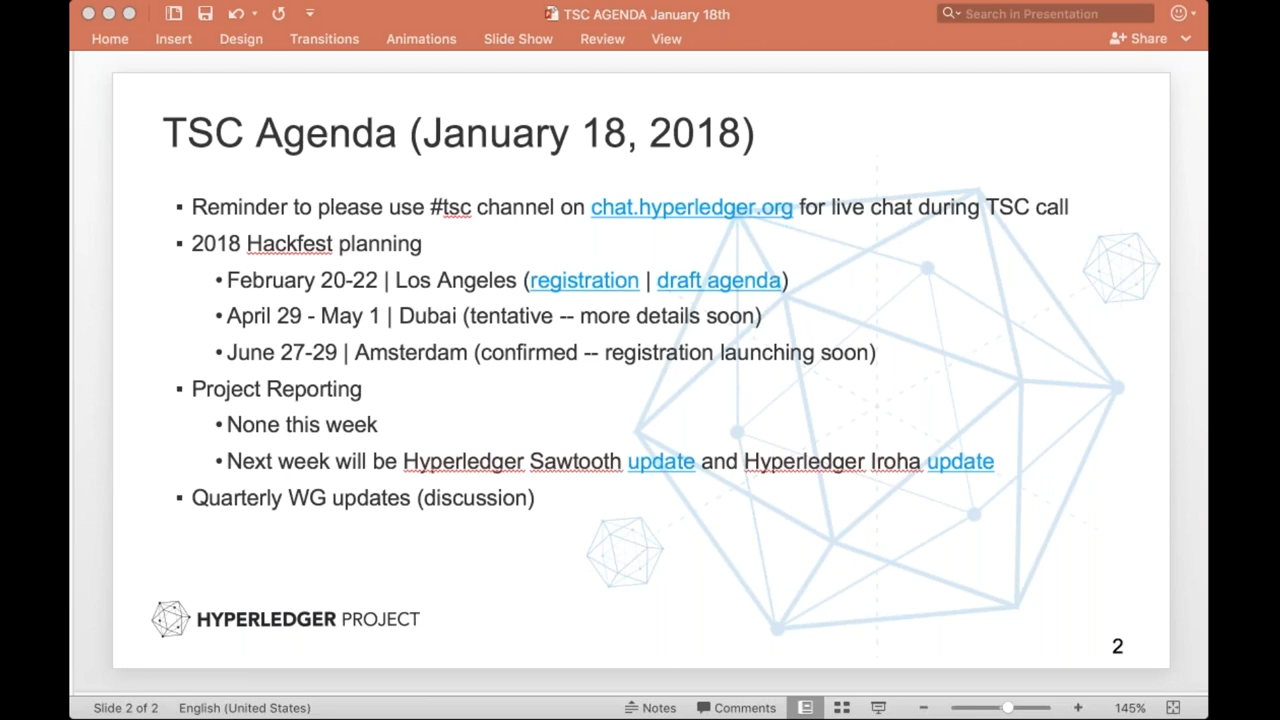 TSC AGENDA January 18th
Search in Presentation
Home Insert Design Transitions Animations Slide Show Review View Share
TSC Agenda (January 18, 2018)
▪ Reminder to please use #tsc channel on chat.hyperledger.org for live chat during TSC call
▪ 2018 Hackfest planning
• February 20-22 | Los Angeles (registration | draft agenda)
• April 29 - May 1 | Dubai (tentative -- more details soon)
• June 27-29 | Amsterdam (confirmed -- registration launching soon)
▪ Project Reporting
• None this week
• Next week will be Hyperledger Sawtooth update and Hyperledger Iroha update
▪ Quarterly WG updates (discussion)
HYPERLEDGER PROJECT
2
Slide 2 of 2 English (United States) Notes Comments 145%